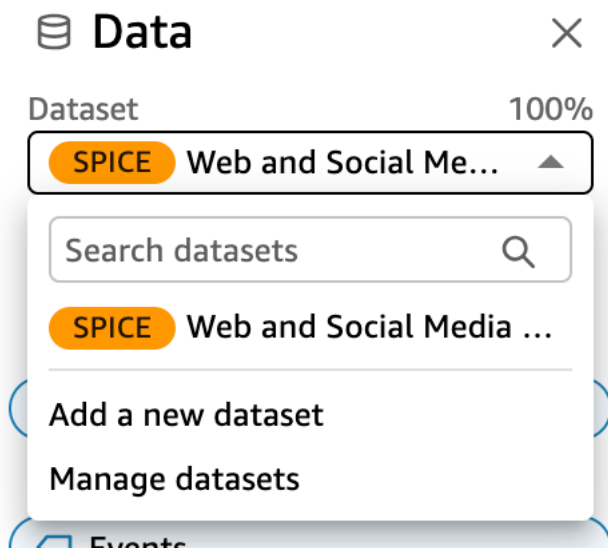 Data
Dataset 100%
SPICE Web and Social Me...
Search datasets
SPICE Web and Social Media ...
Add a new dataset
Manage datasets
Events